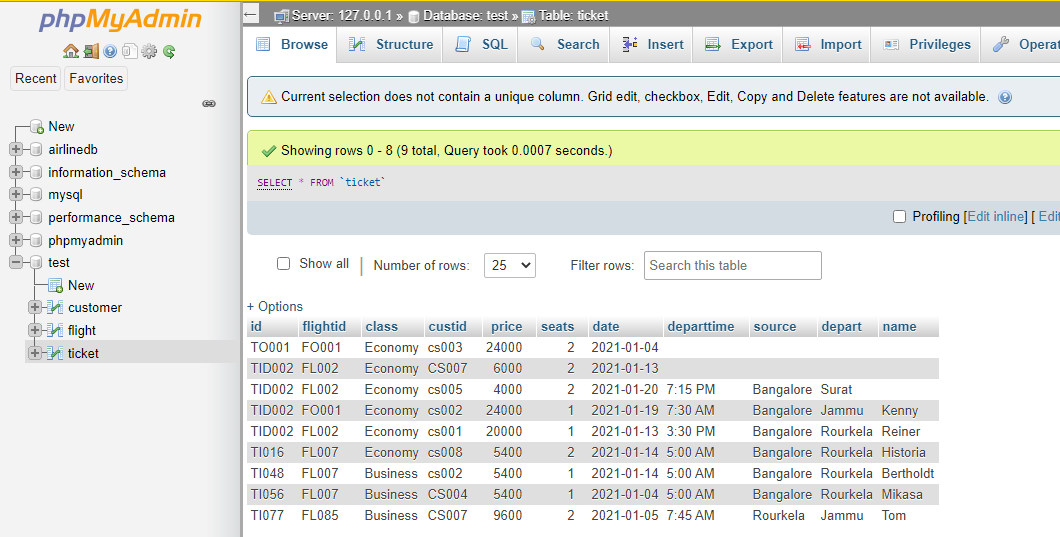 phpMyAdmin
Recent Favorites
New
airlinedb
information_schema
mysql
performance_schema
phpmyadmin
test
New
customer
flight
ticket
Server: 127.0.0.1 » Database: test » Table: ticket
Browse Structure SQL Search Insert Export Import Privileges Operat
Current selection does not contain a unique column. Grid edit, checkbox, Edit, Copy and Delete features are not available.
Showing rows 0 - 8 (9 total, Query took 0.0007 seconds.)
SELECT * FROM `ticket`
Profiling [Edit inline] [ Edi
Show all | Number of rows: 25 Filter rows: Search this table
+ Options
id flightid class custid price seats date departtime source depart name
TO001 FO001 Economy cs003 24000 2 2021-01-04
TID002 FL002 Economy CS007 6000 2 2021-01-13
TID002 FL002 Economy cs005 4000 2 2021-01-20 7:15 PM Bangalore Surat
TID002 FO001 Economy cs002 24000 1 2021-01-19 7:30 AM Bangalore Jammu Kenny
TID002 FL002 Economy cs001 20000 1 2021-01-13 3:30 PM Bangalore Rourkela Reiner
TI016 FL007 Economy cs008 5400 2 2021-01-14 5:00 AM Bangalore Rourkela Historia
TI048 FL007 Business cs002 5400 1 2021-01-14 5:00 AM Bangalore Rourkela Bertholdt
TI056 FL007 Business CS004 5400 1 2021-01-04 5:00 AM Bangalore Rourkela Mikasa
TI077 FL085 Business CS007 9600 2 2021-01-05 7:45 AM Rourkela Jammu Tom